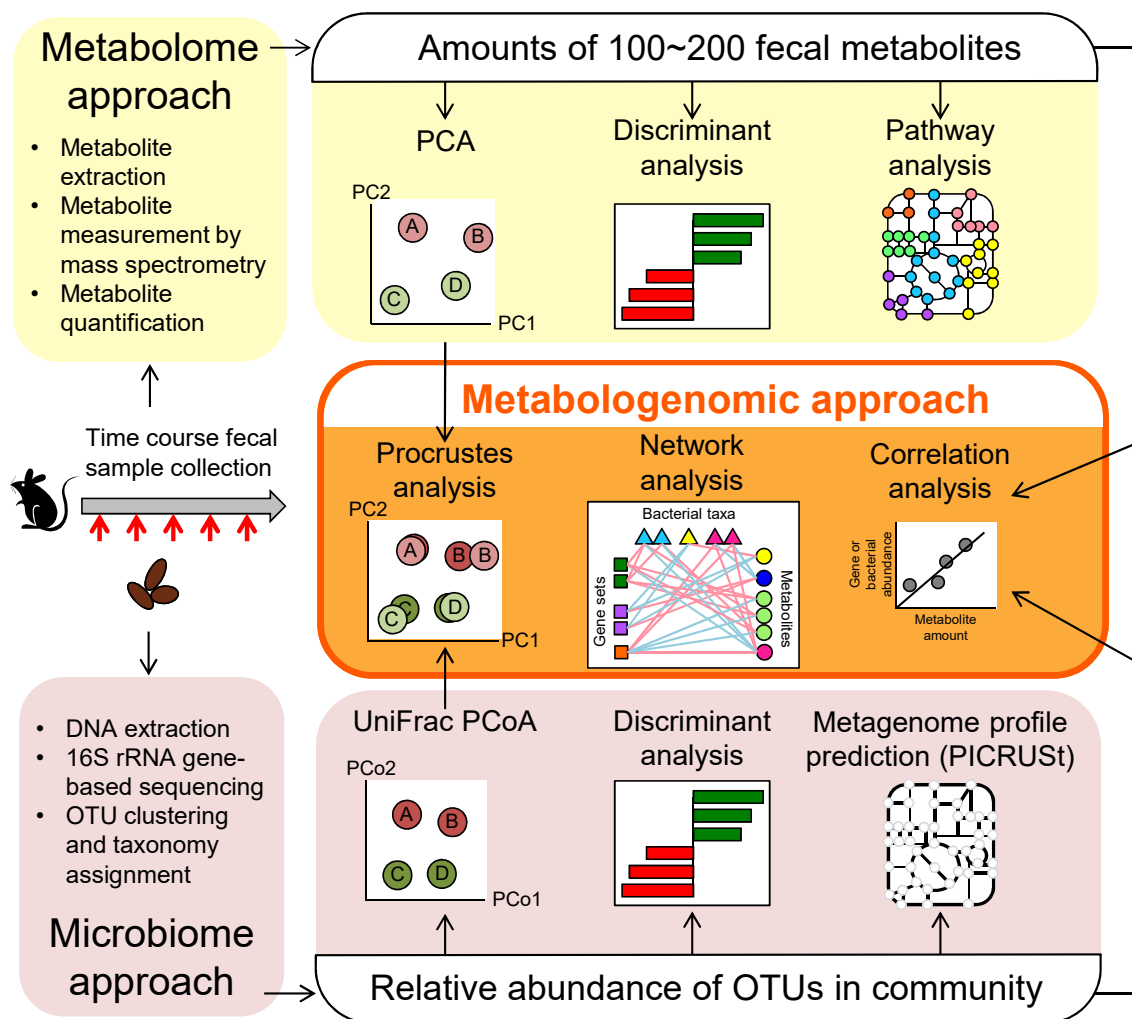 Metabolome
approach
• Metabolite
extraction
• Metabolite
measurement by
mass spectrometry
• Metabolite
quantification
Amounts of 100~200 fecal metabolites
PCA
PC2
A
B
C
D
PC1
Discriminant
analysis
Pathway
analysis
Time course fecal
sample collection
Metabologenomic approach
Procrustes
analysis
PC2
A
B
B
C
D
PC1
Network
analysis
Bacterial taxa
Gene sets
Metabolites
Correlation
analysis
Gene or
bacterial
abundance
Metabolite
amount
• DNA extraction
• 16S rRNA gene-
based sequencing
• OTU clustering
and taxonomy
assignment
Microbiome
approach
UniFrac PCoA
PCo2
A
B
C
D
PCo1
Discriminant
analysis
Metagenome profile
prediction (PICRUSt)
Relative abundance of OTUs in community